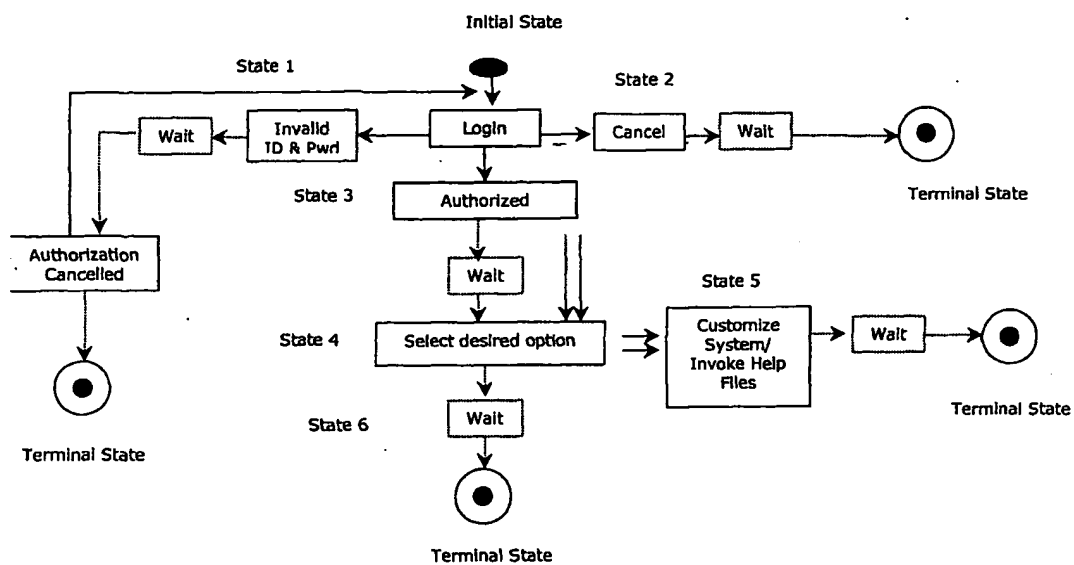 Initial State
State 1
State 2
Wait
Invalid
ID & Pwd
Login
Cancel
Wait
Terminal State
State 3
Authorized
Authorization
Cancelled
Wait
State 5
State 4
Select desired option
Customize
System/
Invoke Help
Files
Wait
Terminal State
State 6
Wait
Terminal State
Terminal State